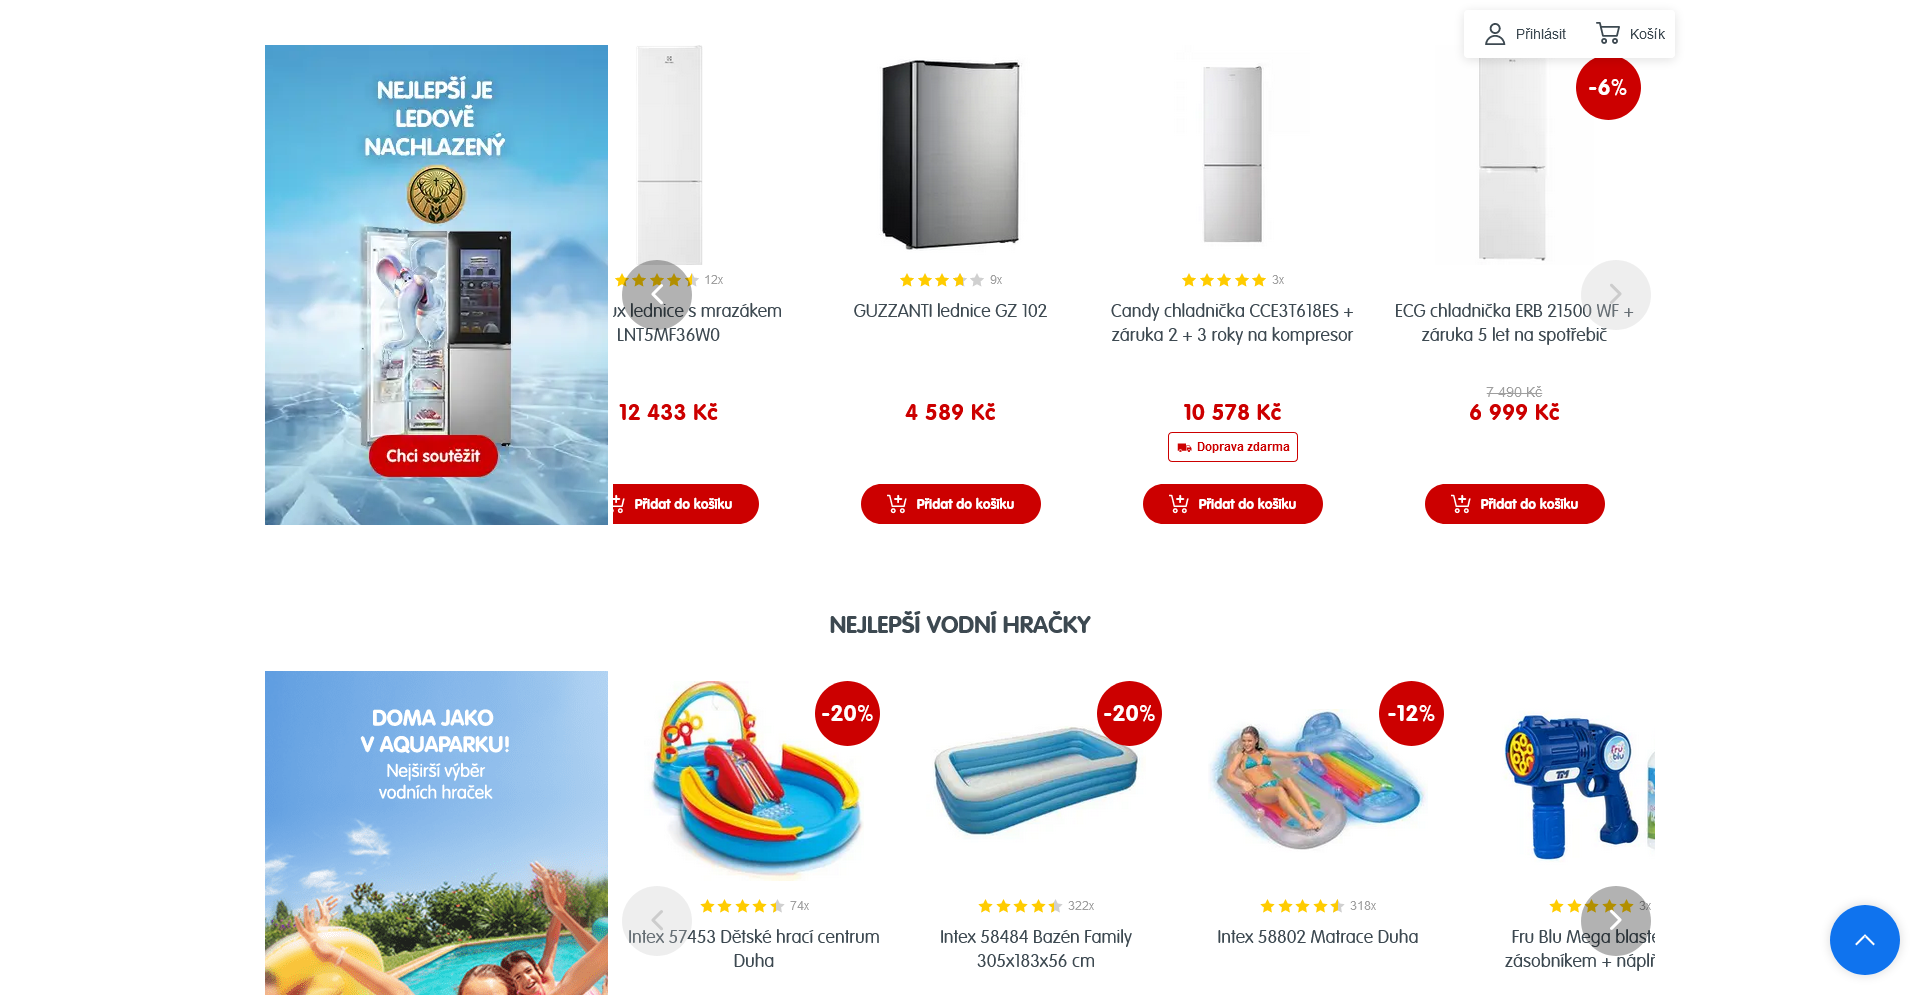 Přihlásit
Košík
NEJLEPŠÍ JE
LEDOVĚ
NACHLAZENÝ
Chci soutěžit
12x
ux lednice s mrazákem
LNT5MF36W0
12 433 Kč
Přidat do košíku
9x
GUZZANTI lednice GZ 102
4 589 Kč
Přidat do košíku
3x
Candy chladnička CCE3T618ES +
záruka 2 + 3 roky na kompresor
10 578 Kč
Doprava zdarma
Přidat do košíku
-6%
ECG chladnička ERB 21500 WF +
záruka 5 let na spotřebič
7 490 Kč
6 999 Kč
Přidat do košíku
NEJLEPŠÍ VODNÍ HRAČKY
DOMA JAKO
V AQUAPARKU!
Nejširší výběr
vodních hraček
-20%
74x
Intex 57453 Dětské hrací centrum
Duha
-20%
322x
Intex 58484 Bazén Family
305x183x56 cm
-12%
318x
Intex 58802 Matrace Duha
fru
blu
TM
3x
Fru Blu Mega blaste
zásobníkem + náplň